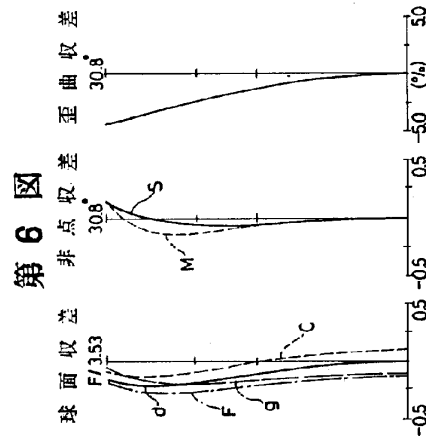 第 6 図
球 面 収 差
F/3.53
d
F
g
C
-0.5
0.5
非 点 収 差
30.8°
M
S
-0.5
0.5
歪 曲 収 差
30.8°
-5.0
(%)
5.0